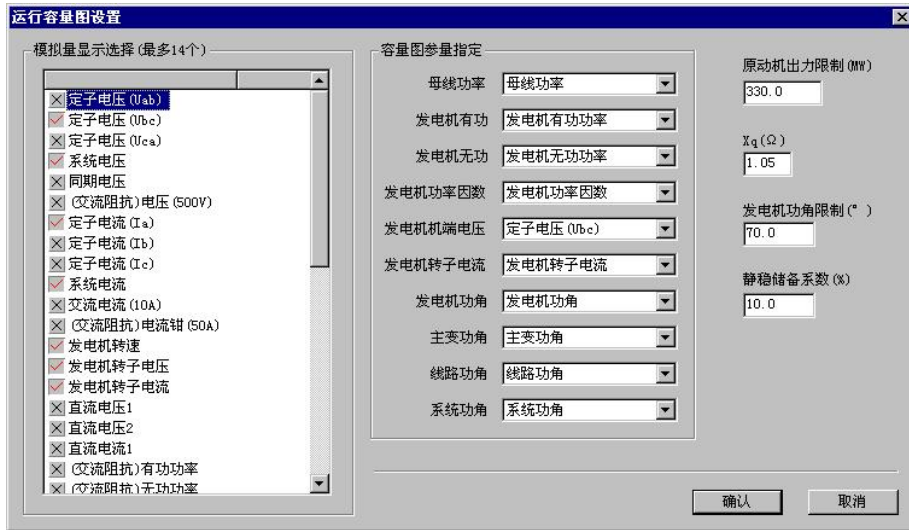 运行容量图设置
模拟量显示选择(最多14个)
定子电压(Uab)
定子电压(Ubc)
定子电压(Uca)
系统电压
同期电压
(交流阻抗)电压(500V)
定子电流(Ia)
定子电流(Ib)
定子电流(Ic)
系统电流
交流电流(10A)
(交流阻抗)电流钳(50A)
发电机转速
发电机转子电压
发电机转子电流
直流电压1
直流电压2
直流电流1
(交流阻抗)有功功率
(交流阻抗)无功功率
容量图参量指定
母线功率 母线功率
发电机有功 发电机有功功率
发电机无功 发电机无功功率
发电机功率因数 发电机功率因数
发电机机端电压 定子电压(Ubc)
发电机转子电流 发电机转子电流
发电机功角 发电机功角
主变功角 主变功角
线路功角 线路功角
系统功角 系统功角
原动机出力限制(MW)
330.0
Xq(Ω)
1.05
发电机功角限制(°)
70.0
静稳储备系数(%)
10.0
确认 取消